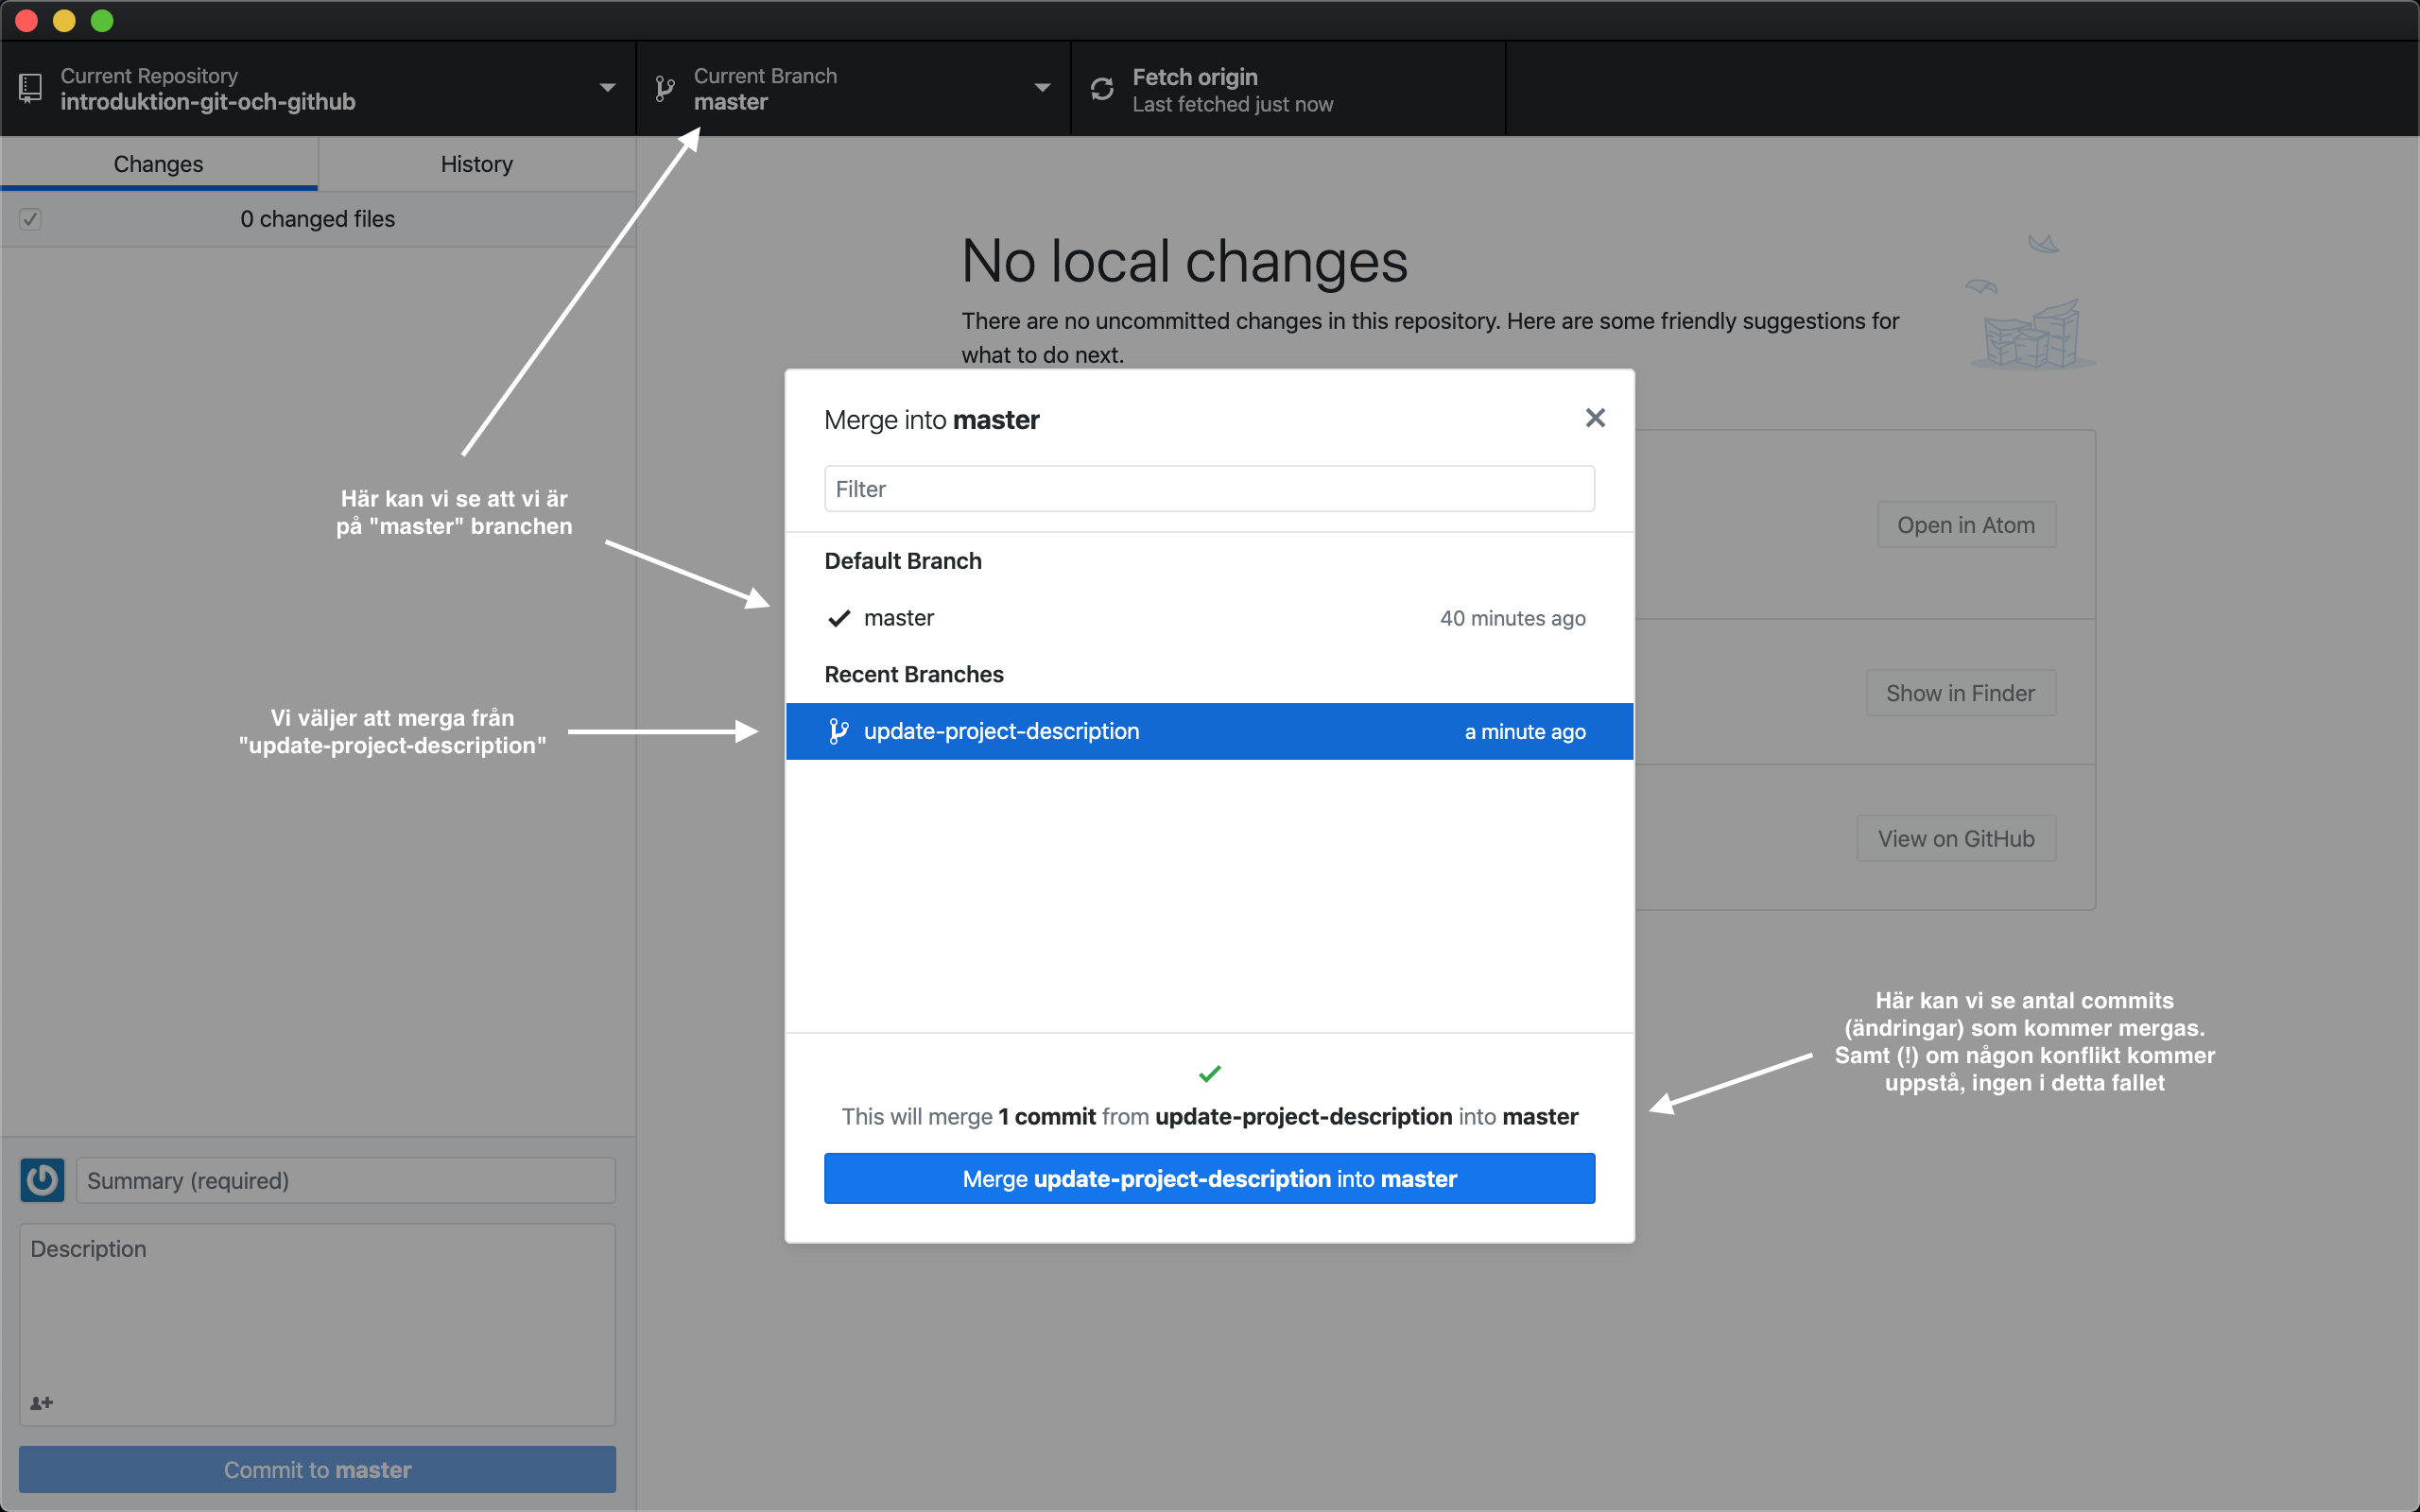 Current Repository
introduktion-git-och-github
Current Branch
master
Fetch origin
Last fetched just now
Changes
History
0 changed files
No local changes
There are no uncommitted changes in this repository. Here are some friendly suggestions for
what to do next.
Merge into master
Filter
Default Branch
master
40 minutes ago
Recent Branches
update-project-description
a minute ago
This will merge 1 commit from update-project-description into master
Merge update-project-description into master
Open in Atom
Show in Finder
View on GitHub
Här kan vi se att vi är
på "master" branchen
Vi väljer att merga från
"update-project-description"
Här kan vi se antal commits
(ändringar) som kommer mergas.
Samt (!) om någon konflikt kommer
uppstå, ingen i detta fallet
Summary (required)
Description
Commit to master